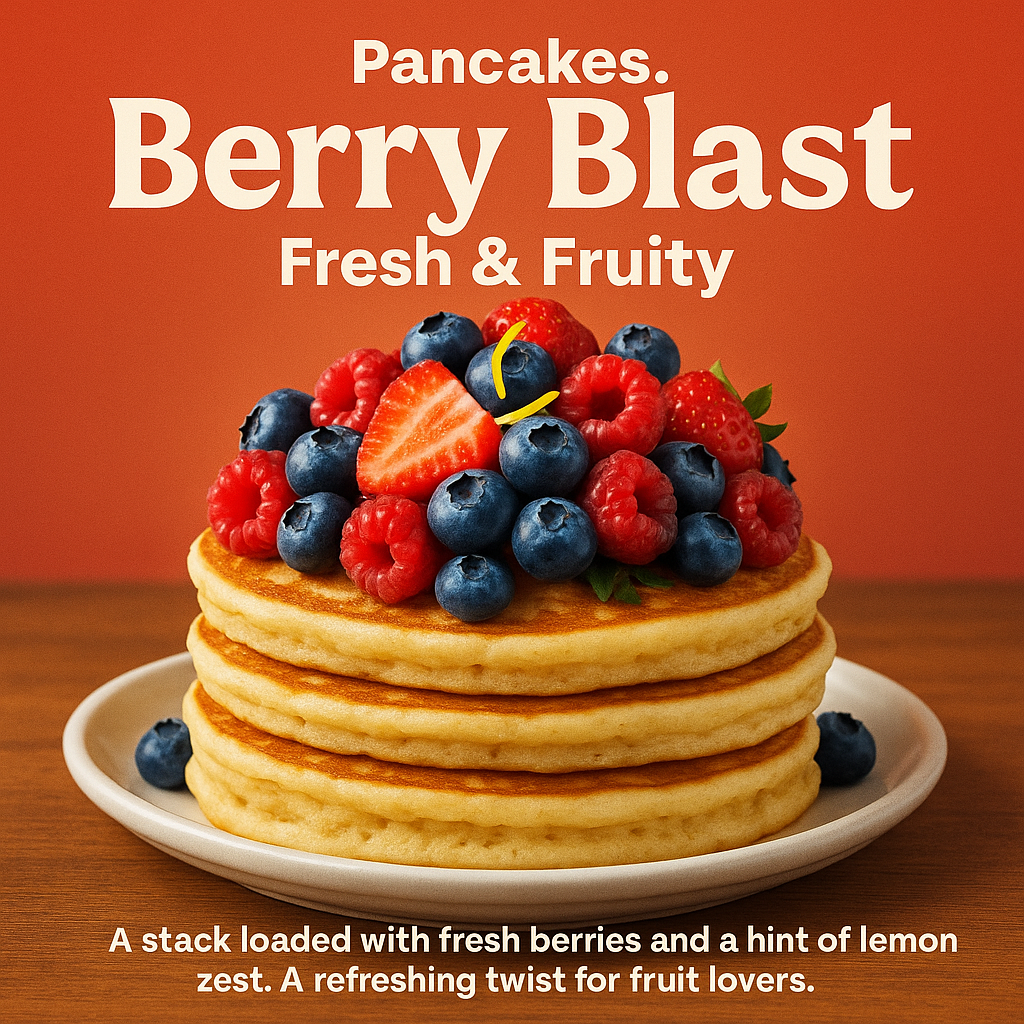 Pancakes.
Berry Blast
Fresh & Fruity
A stack loaded with fresh berries and a hint of lemon
zest. A refreshing twist for fruit lovers.